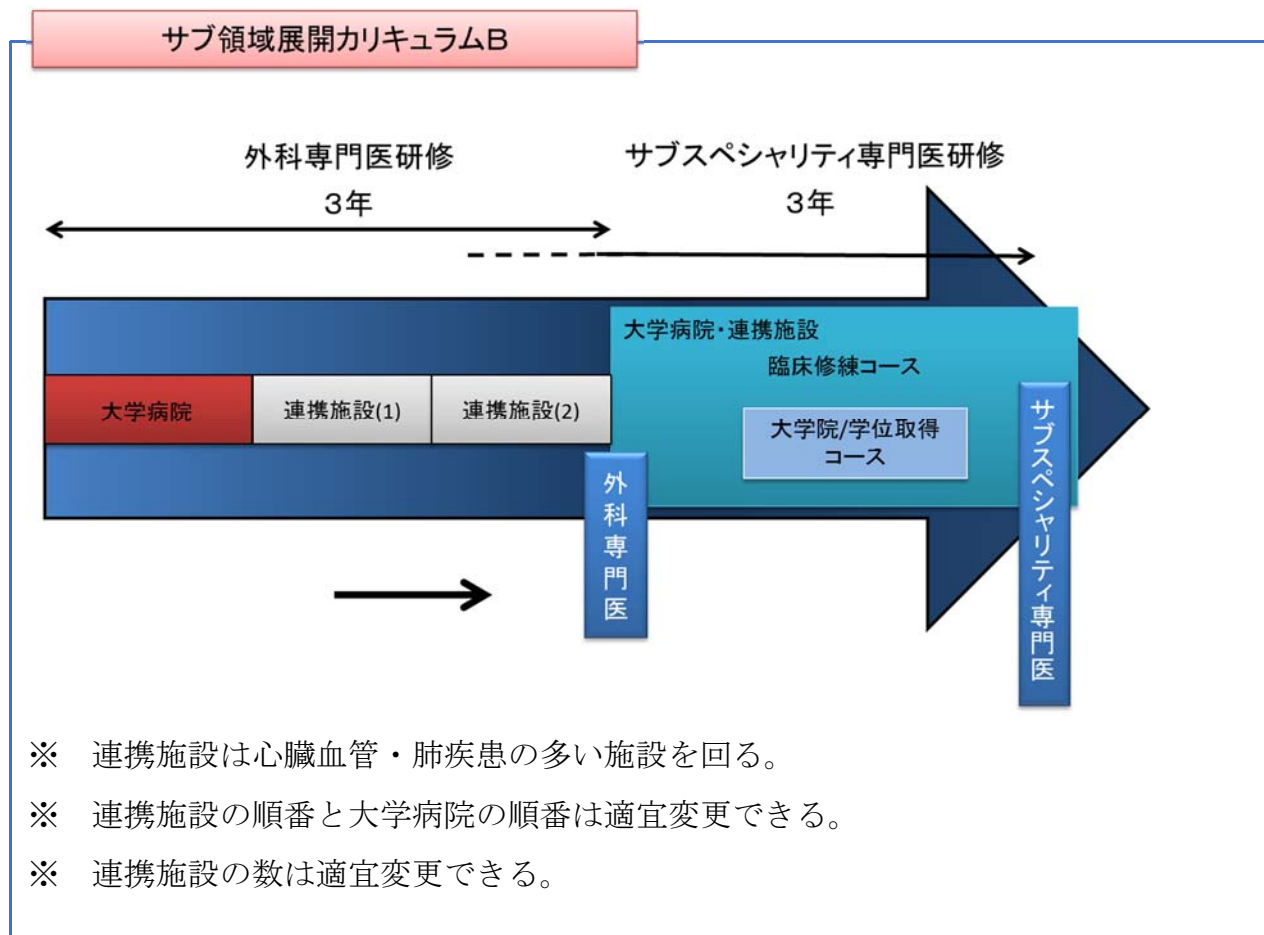 サブ領域展開カリキュラムB
外科専門医研修
3年
サブスペシャリティ専門医研修
3年
大学病院・連携施設
臨床修練コース
大学病院
連携施設(1)
連携施設(2)
大学院/学位取得
コース
外科専門医
サブスペシャリティ専門医
※ 連携施設は心臓血管・肺疾患の多い施設を回る。
※ 連携施設の順番と大学病院の順番は適宜変更できる。
※ 連携施設の数は適宜変更できる。